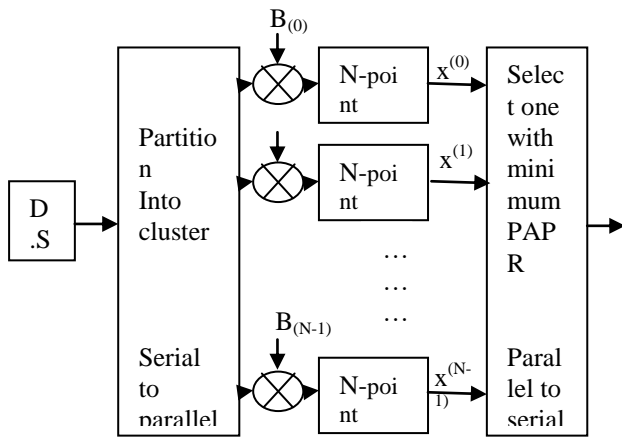 D
.S
Partitio
n
Into
cluster
Serial
to
parallel
B(0)
N-poi
nt
x(0)
N-poi
nt
x(1)
…
…
…
B(N-1)
N-poi
nt
x(N-
1)
Selec
t one
with
mini
mum
PAP
R
Paral
lel to
serial